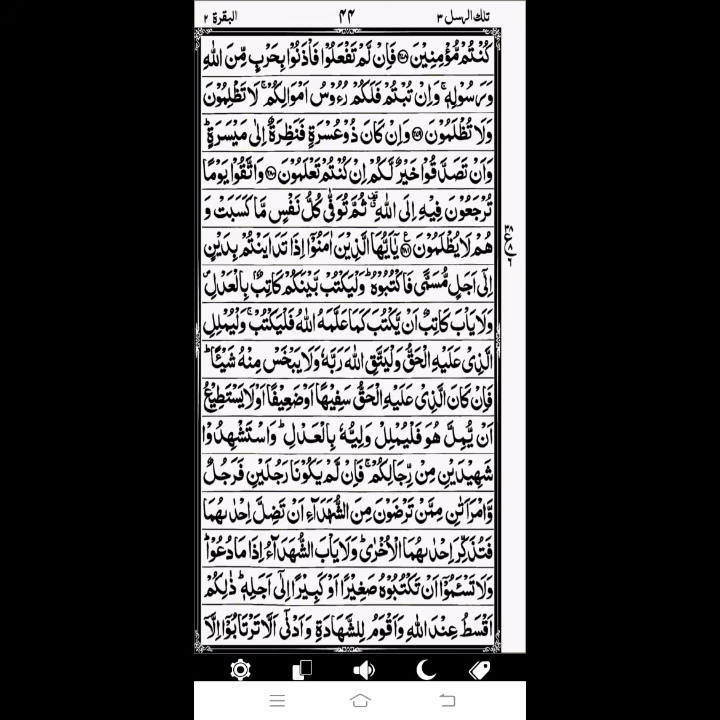 تلك الرسل ٣ ٤٤ البقرة ٢
كُنْتُمْ مُّؤْمِنِيْنَ ﴿٢٧٨﴾ فَاِنْ لَّمْ تَفْعَلُوْا فَاْذَنُوْا بِحَرْبٍ مِّنَ اللّٰهِ
وَرَسُوْلِهٖ ۚ وَاِنْ تُبْتُمْ فَلَكُمْ رُءُوْسُ اَمْوَالِكُمْ ۚ لَا تَظْلِمُوْنَ
وَلَا تُظْلَمُوْنَ ﴿٢٧٩﴾ وَاِنْ كَانَ ذُوْ عُسْرَةٍ فَنَظِرَةٌ اِلٰى مَيْسَرَةٍ ؕ
وَاَنْ تَصَدَّقُوْا خَيْرٌ لَّكُمْ اِنْ كُنْتُمْ تَعْلَمُوْنَ ﴿٢٨٠﴾ وَاتَّقُوْا يَوْمًا
تُرْجَعُوْنَ فِيْهِ اِلَى اللّٰهِ ۗ ثُمَّ تُوَفّٰى كُلُّ نَفْسٍ مَّا كَسَبَتْ وَ
هُمْ لَا يُظْلَمُوْنَ ﴿٢٨١﴾ يٰۤاَيُّهَا الَّذِيْنَ اٰمَنُوْۤا اِذَا تَدَايَنْتُمْ بِدَيْنٍ
اِلٰۤى اَجَلٍ مُّسَمًّى فَاكْتُبُوْهُ ؕ وَلْيَكْتُبْ بَّيْنَكُمْ كَاتِبٌۢ بِالْعَدْلِ ۪
وَلَا يَاْبَ كَاتِبٌ اَنْ يَّكْتُبَ كَمَا عَلَّمَهُ اللّٰهُ فَلْيَكْتُبْ ۚ وَلْيُمْلِلِ
الَّذِيْ عَلَيْهِ الْحَقُّ وَلْيَتَّقِ اللّٰهَ رَبَّهٗ وَلَا يَبْخَسْ مِنْهُ شَيْـًٔا ؕ
فَاِنْ كَانَ الَّذِيْ عَلَيْهِ الْحَقُّ سَفِيْهًا اَوْ ضَعِيْفًا اَوْ لَا يَسْتَطِيْعُ
اَنْ يُّمِلَّ هُوَ فَلْيُمْلِلْ وَلِيُّهٗ بِالْعَدْلِ ؕ وَاسْتَشْهِدُوْا
شَهِيْدَيْنِ مِنْ رِّجَالِكُمْ ۚ فَاِنْ لَّمْ يَكُوْنَا رَجُلَيْنِ فَرَجُلٌ
وَّامْرَاَتٰنِ مِمَّنْ تَرْضَوْنَ مِنَ الشُّهَدَآءِ اَنْ تَضِلَّ اِحْدٰىهُمَا
فَتُذَكِّرَ اِحْدٰىهُمَا الْاُخْرٰى ؕ وَلَا يَاْبَ الشُّهَدَآءُ اِذَا مَا دُعُوْا ؕ
وَلَا تَسْـَٔمُوْۤا اَنْ تَكْتُبُوْهُ صَغِيْرًا اَوْ كَبِيْرًا اِلٰۤى اَجَلِهٖ ؕ ذٰلِكُمْ
اَقْسَطُ عِنْدَ اللّٰهِ وَاَقْوَمُ لِلشَّهَادَةِ وَاَدْنٰۤى اَلَّا تَرْتَابُوْۤا اِلَّاۤ